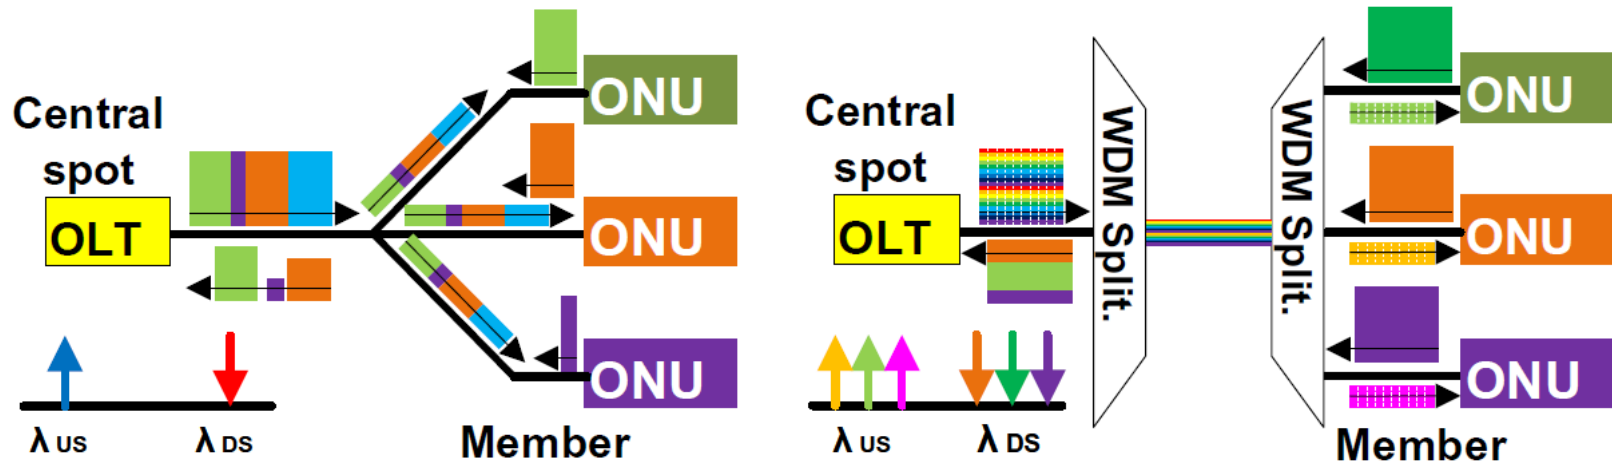 Central
spot
OLT
ONU
ONU
ONU
λ US
λ DS
Member
Central
spot
OLT
WDM Split.
WDM Split.
ONU
ONU
ONU
λ US
λ DS
Member